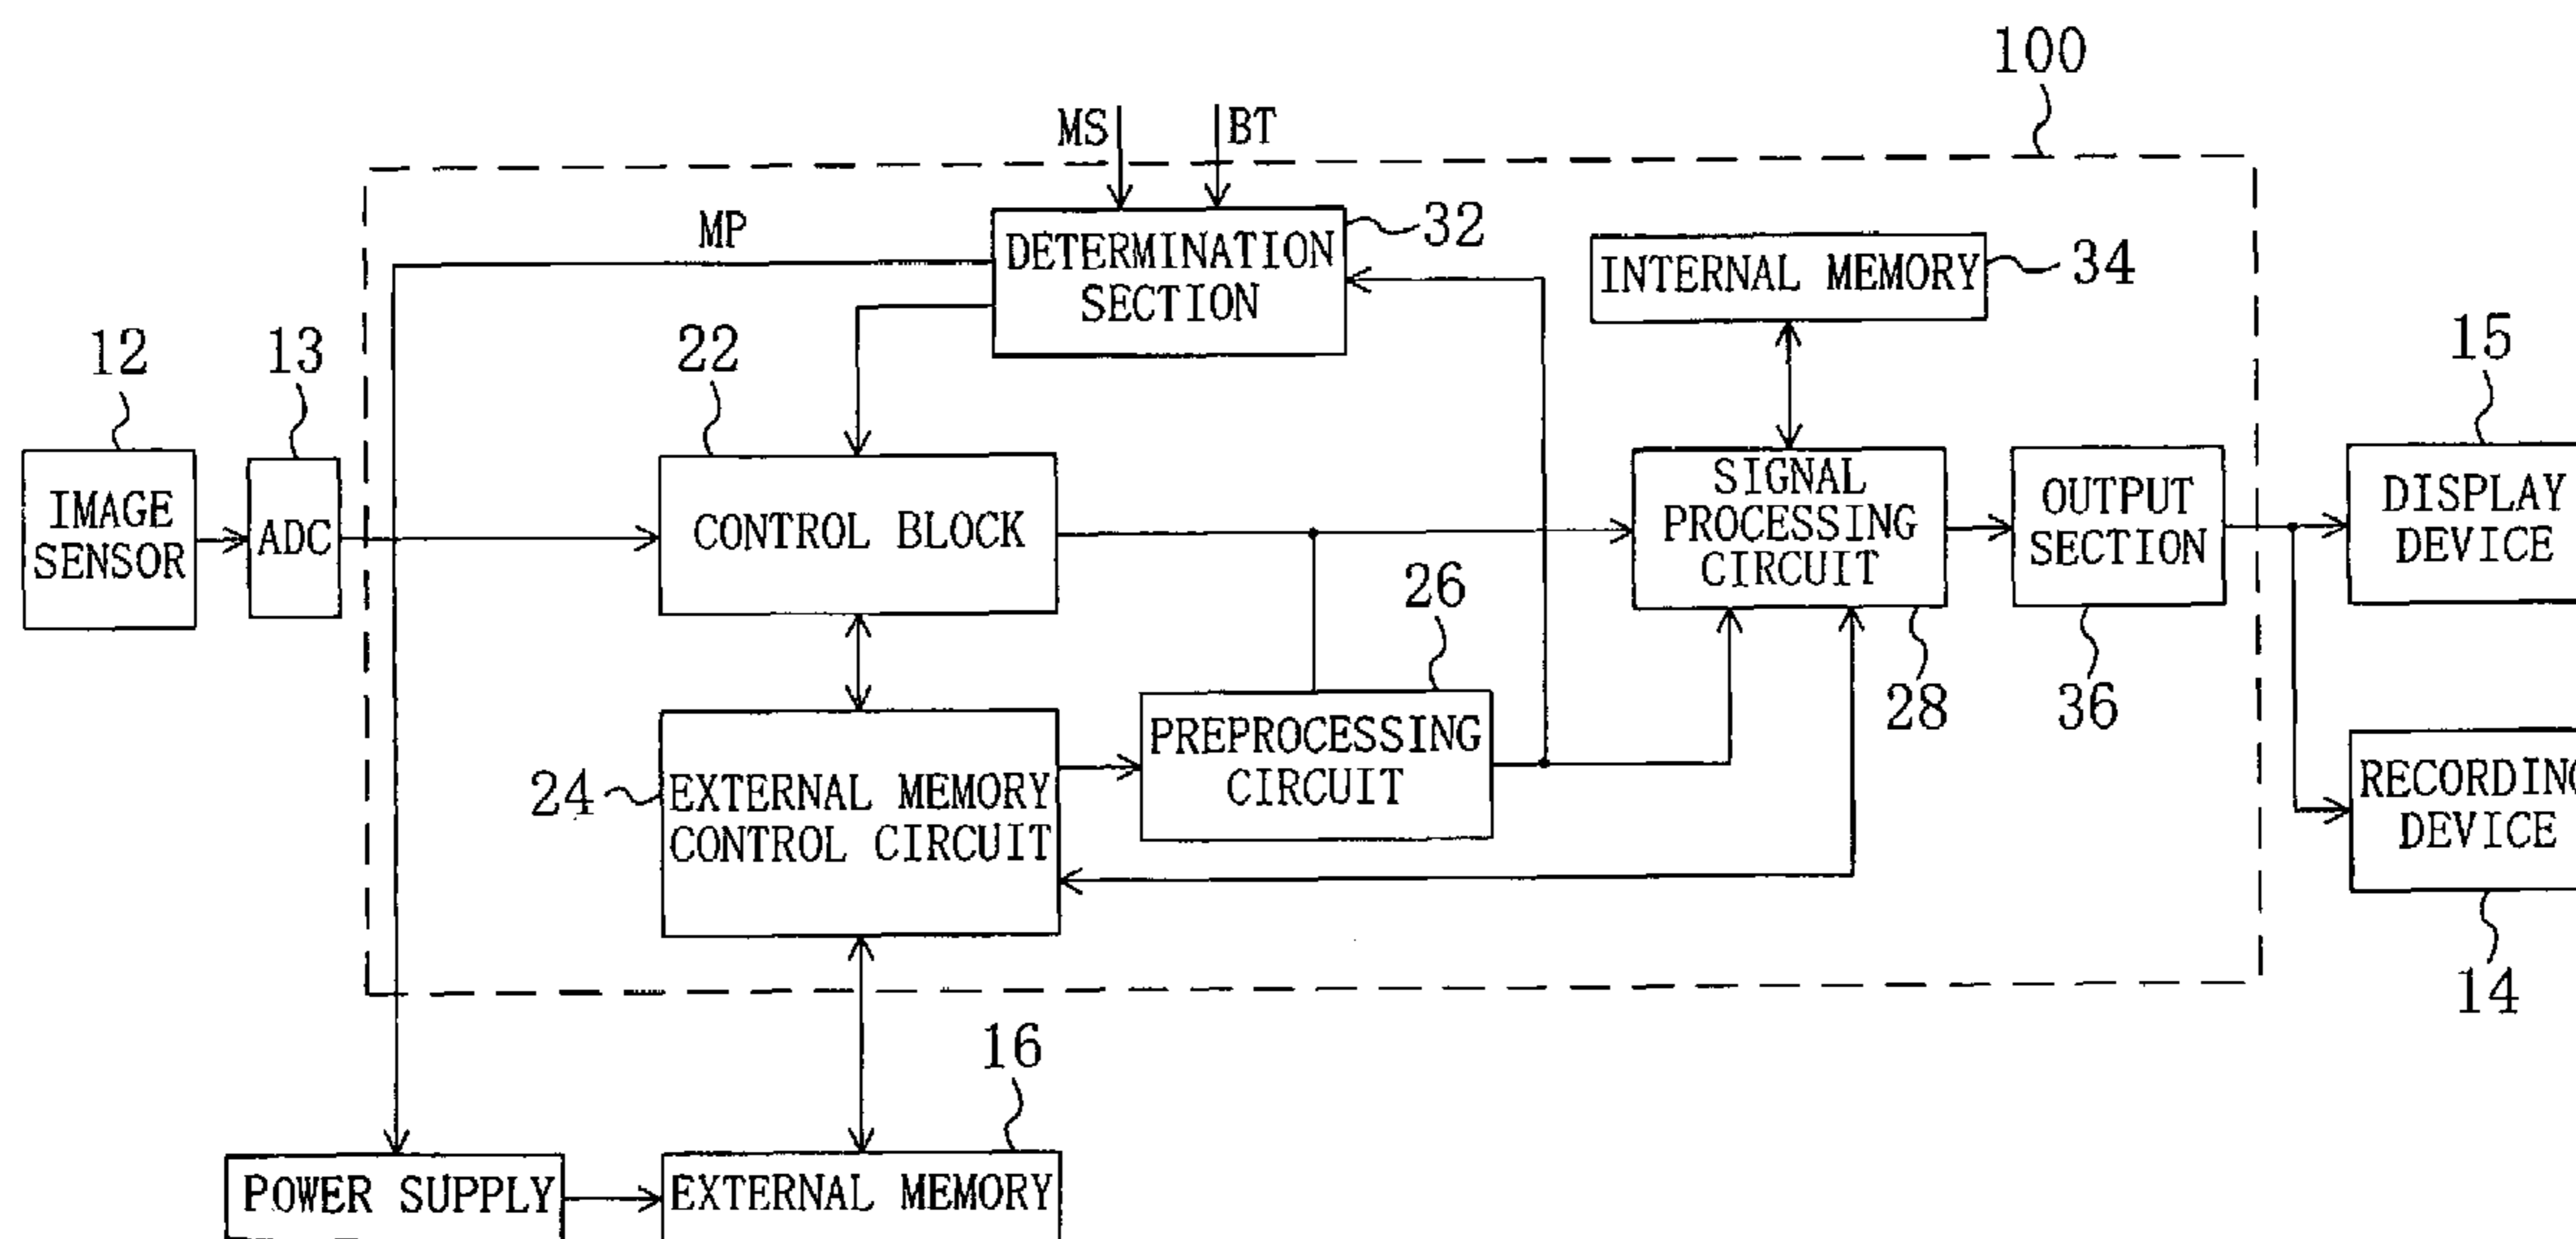 100
MS
BT
MP
DETERMINATION
SECTION
32
INTERNAL MEMORY
34
12
13
22
15
IMAGE
SENSOR
ADC
CONTROL BLOCK
SIGNAL
PROCESSING
CIRCUIT
OUTPUT
SECTION
DISPLAY
DEVICE
26
28
36
24
EXTERNAL MEMORY
CONTROL CIRCUIT
PREPROCESSING
CIRCUIT
RECORDING
DEVICE
14
16
POWER SUPPLY
EXTERNAL MEMORY